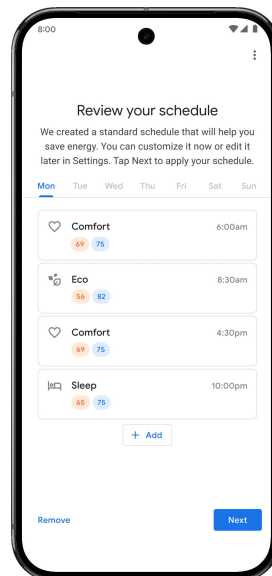 8:00
Review your schedule
We created a standard schedule that will help you
save energy. You can customize it now or edit it
later in Settings. Tap Next to apply your schedule.
Mon Tue Wed Thu Fri Sat Sun
Comfort 6:00am
69 75
Eco 8:30am
56 82
Comfort 4:30pm
69 75
Sleep 10:00pm
65 75
+ Add
Remove Next